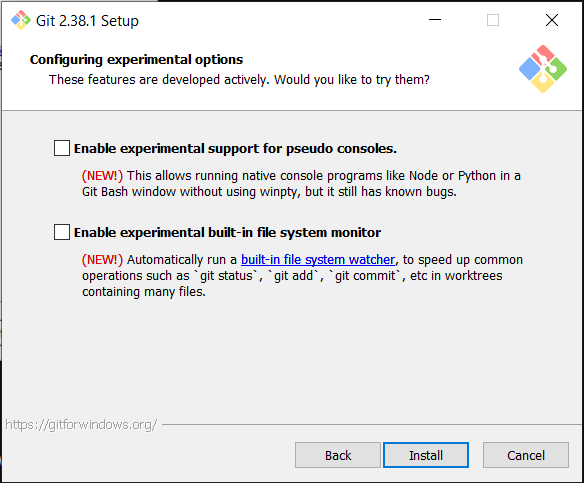 Git 2.38.1 Setup
Configuring experimental options
These features are developed actively. Would you like to try them?
Enable experimental support for pseudo consoles.
(NEW!) This allows running native console programs like Node or Python in a
Git Bash window without using winpty, but it still has known bugs.
Enable experimental built-in file system monitor
(NEW!) Automatically run a built-in file system watcher, to speed up common
operations such as `git status`, `git add`, `git commit`, etc in worktrees
containing many files.
https://gitforwindows.org/
Back
Install
Cancel